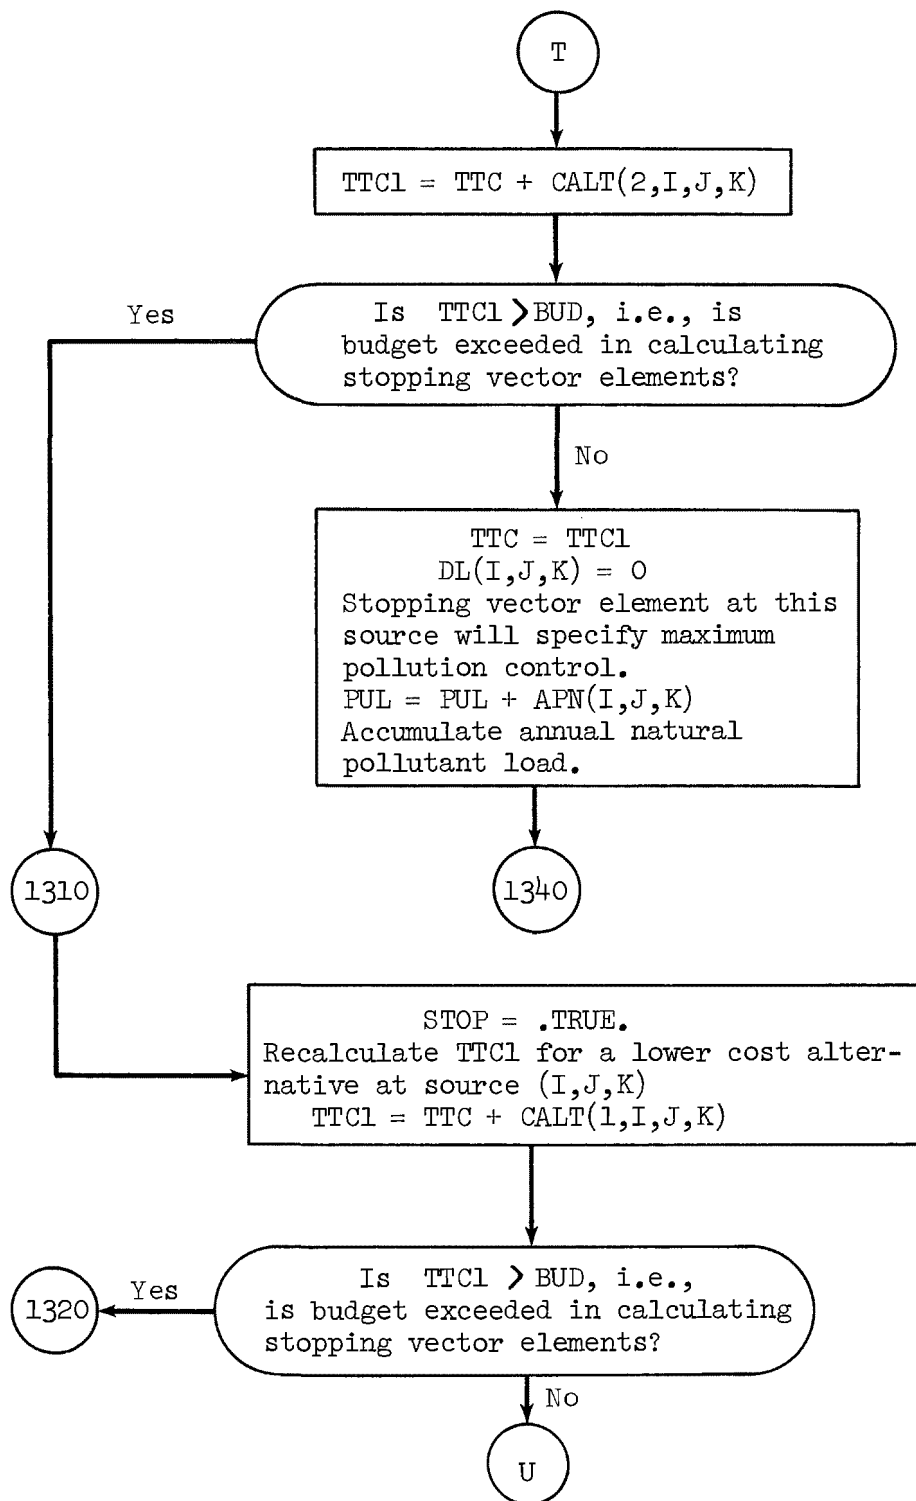 T
TTC1 = TTC + CALT(2,I,J,K)
Yes
Is TTC1 > BUD, i.e., is
budget exceeded in calculating
stopping vector elements?
No
TTC = TTC1
DL(I,J,K) = 0
Stopping vector element at this
source will specify maximum
pollution control.
PUL = PUL + APN(I,J,K)
Accumulate annual natural
pollutant load.
1310
1340
STOP = .TRUE.
Recalculate TTC1 for a lower cost alter-
native at source (I,J,K)
TTC1 = TTC + CALT(1,I,J,K)
Is TTC1 > BUD, i.e.,
is budget exceeded in calculating
stopping vector elements?
Yes
1320
No
U